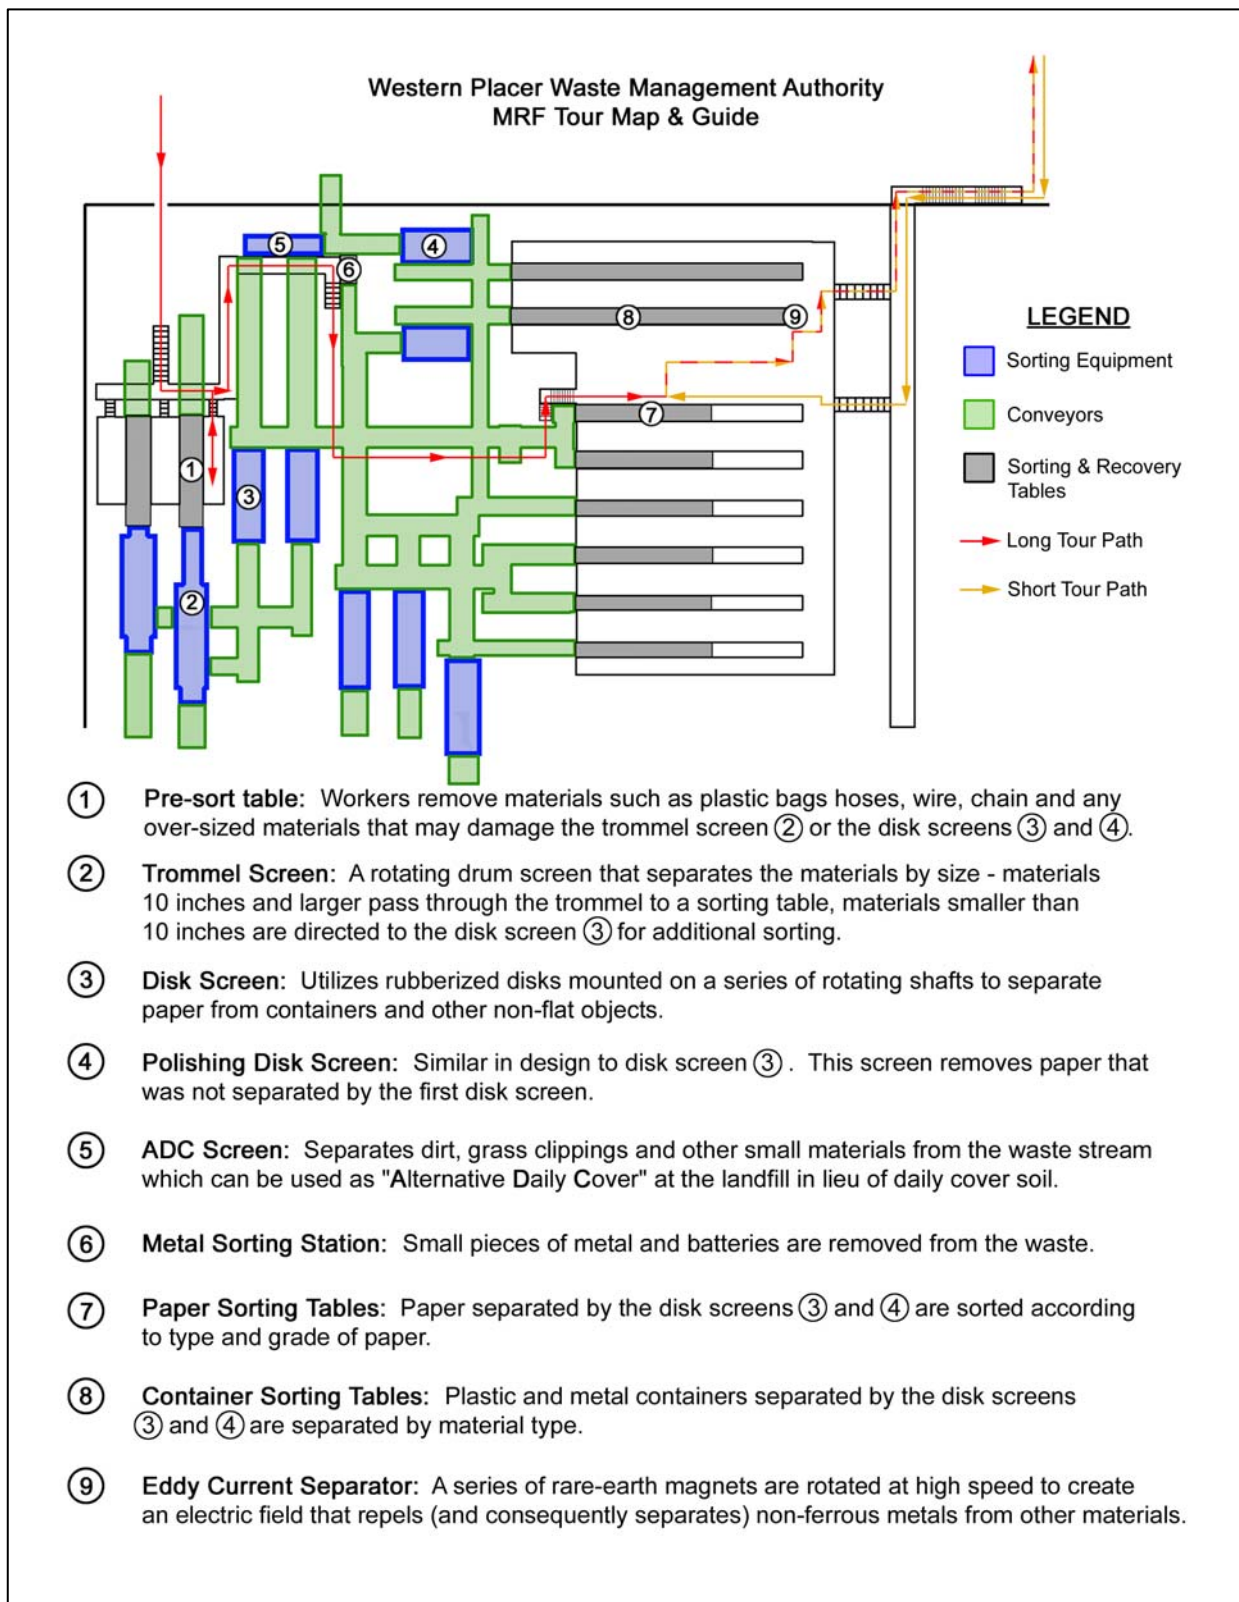 Western Placer Waste Management Authority
MRF Tour Map & Guide
5
4
6
8
9
7
1
3
2
LEGEND
Sorting Equipment
Conveyors
Sorting & Recovery
Tables
Long Tour Path
Short Tour Path
1 Pre-sort table: Workers remove materials such as plastic bags hoses, wire, chain and any
over-sized materials that may damage the trommel screen 2 or the disk screens 3 and 4.
2 Trommel Screen: A rotating drum screen that separates the materials by size - materials
10 inches and larger pass through the trommel to a sorting table, materials smaller than
10 inches are directed to the disk screen 3 for additional sorting.
3 Disk Screen: Utilizes rubberized disks mounted on a series of rotating shafts to separate
paper from containers and other non-flat objects.
4 Polishing Disk Screen: Similar in design to disk screen 3. This screen removes paper that
was not separated by the first disk screen.
5 ADC Screen: Separates dirt, grass clippings and other small materials from the waste stream
which can be used as "Alternative Daily Cover" at the landfill in lieu of daily cover soil.
6 Metal Sorting Station: Small pieces of metal and batteries are removed from the waste.
7 Paper Sorting Tables: Paper separated by the disk screens 3 and 4 are sorted according
to type and grade of paper.
8 Container Sorting Tables: Plastic and metal containers separated by the disk screens
3 and 4 are separated by material type.
9 Eddy Current Separator: A series of rare-earth magnets are rotated at high speed to create
an electric field that repels (and consequently separates) non-ferrous metals from other materials.